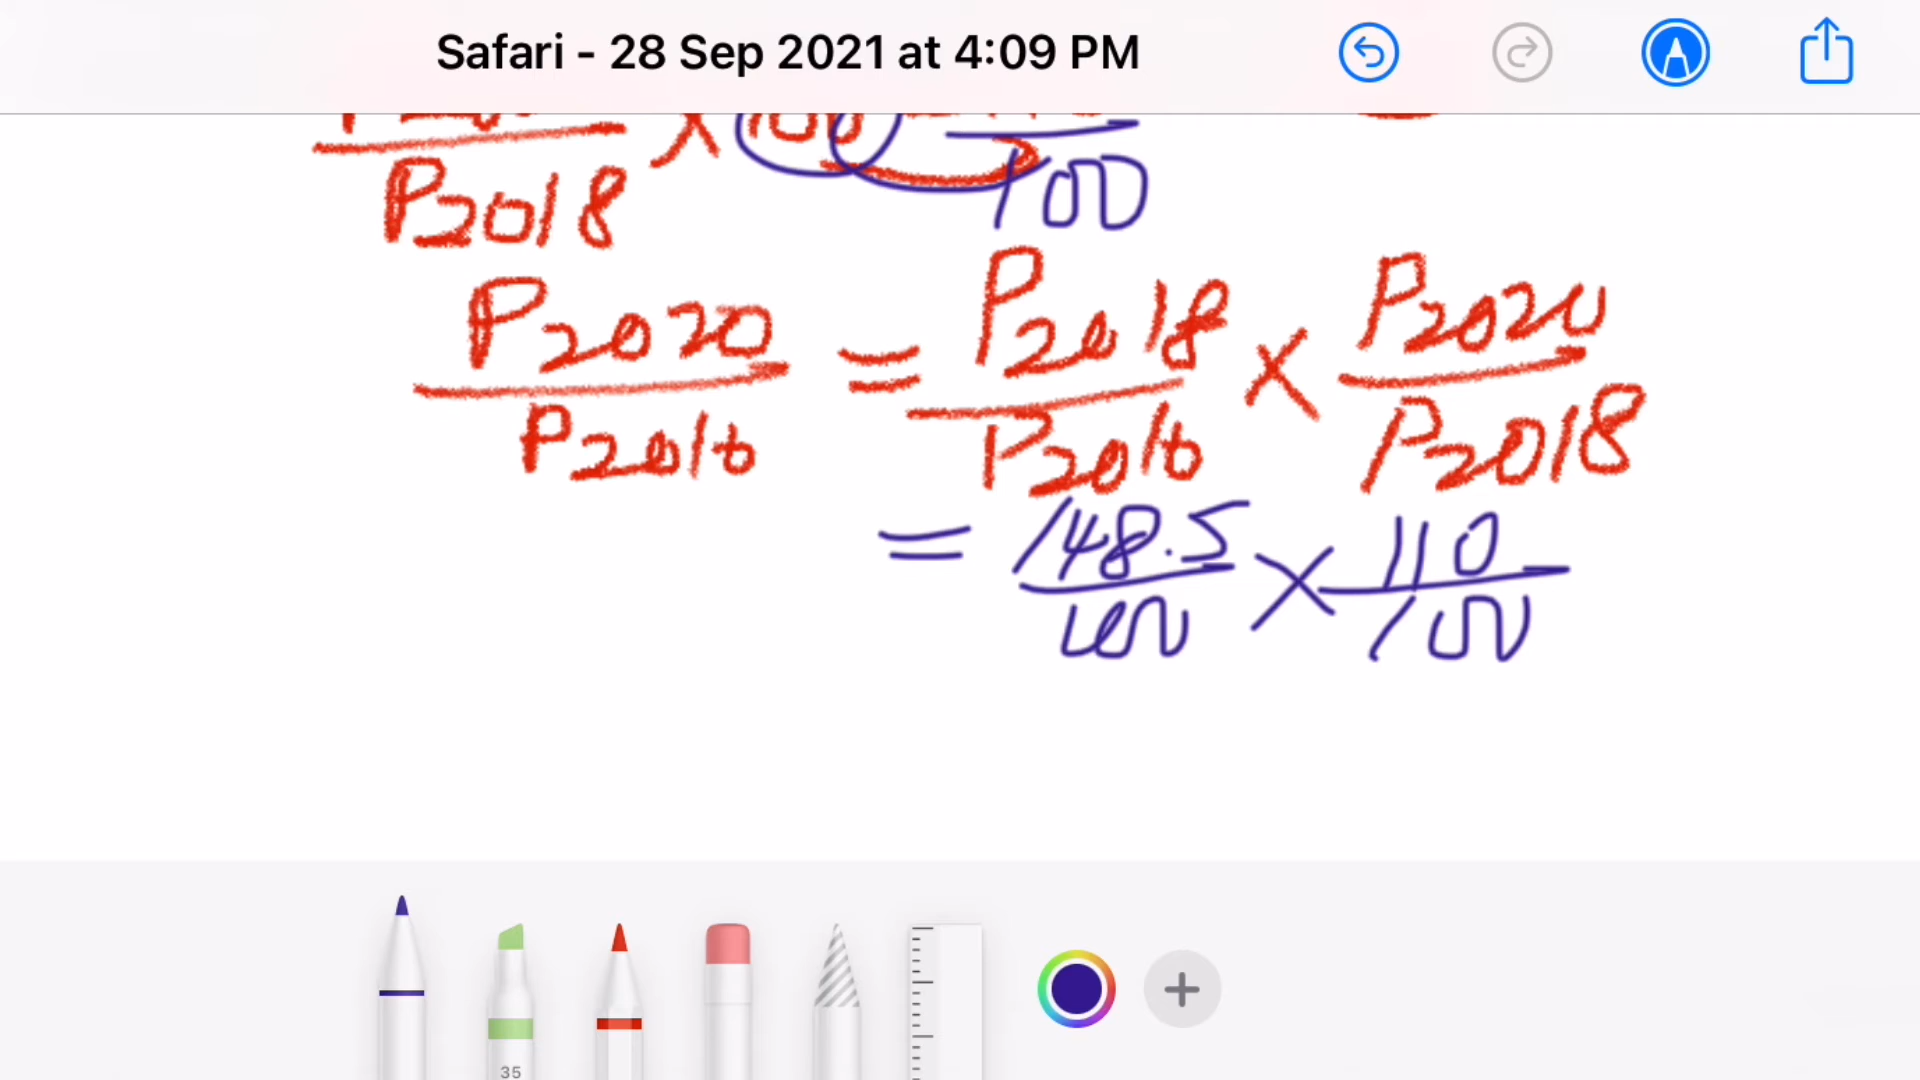 Safari - 28 Sep 2021 at 4:09 PM
P2018 × 100
100
P2020 / P2016 = P2018 / P2016 × P2020 / P2018
= 148.5 / 100 × 110 / 100
35